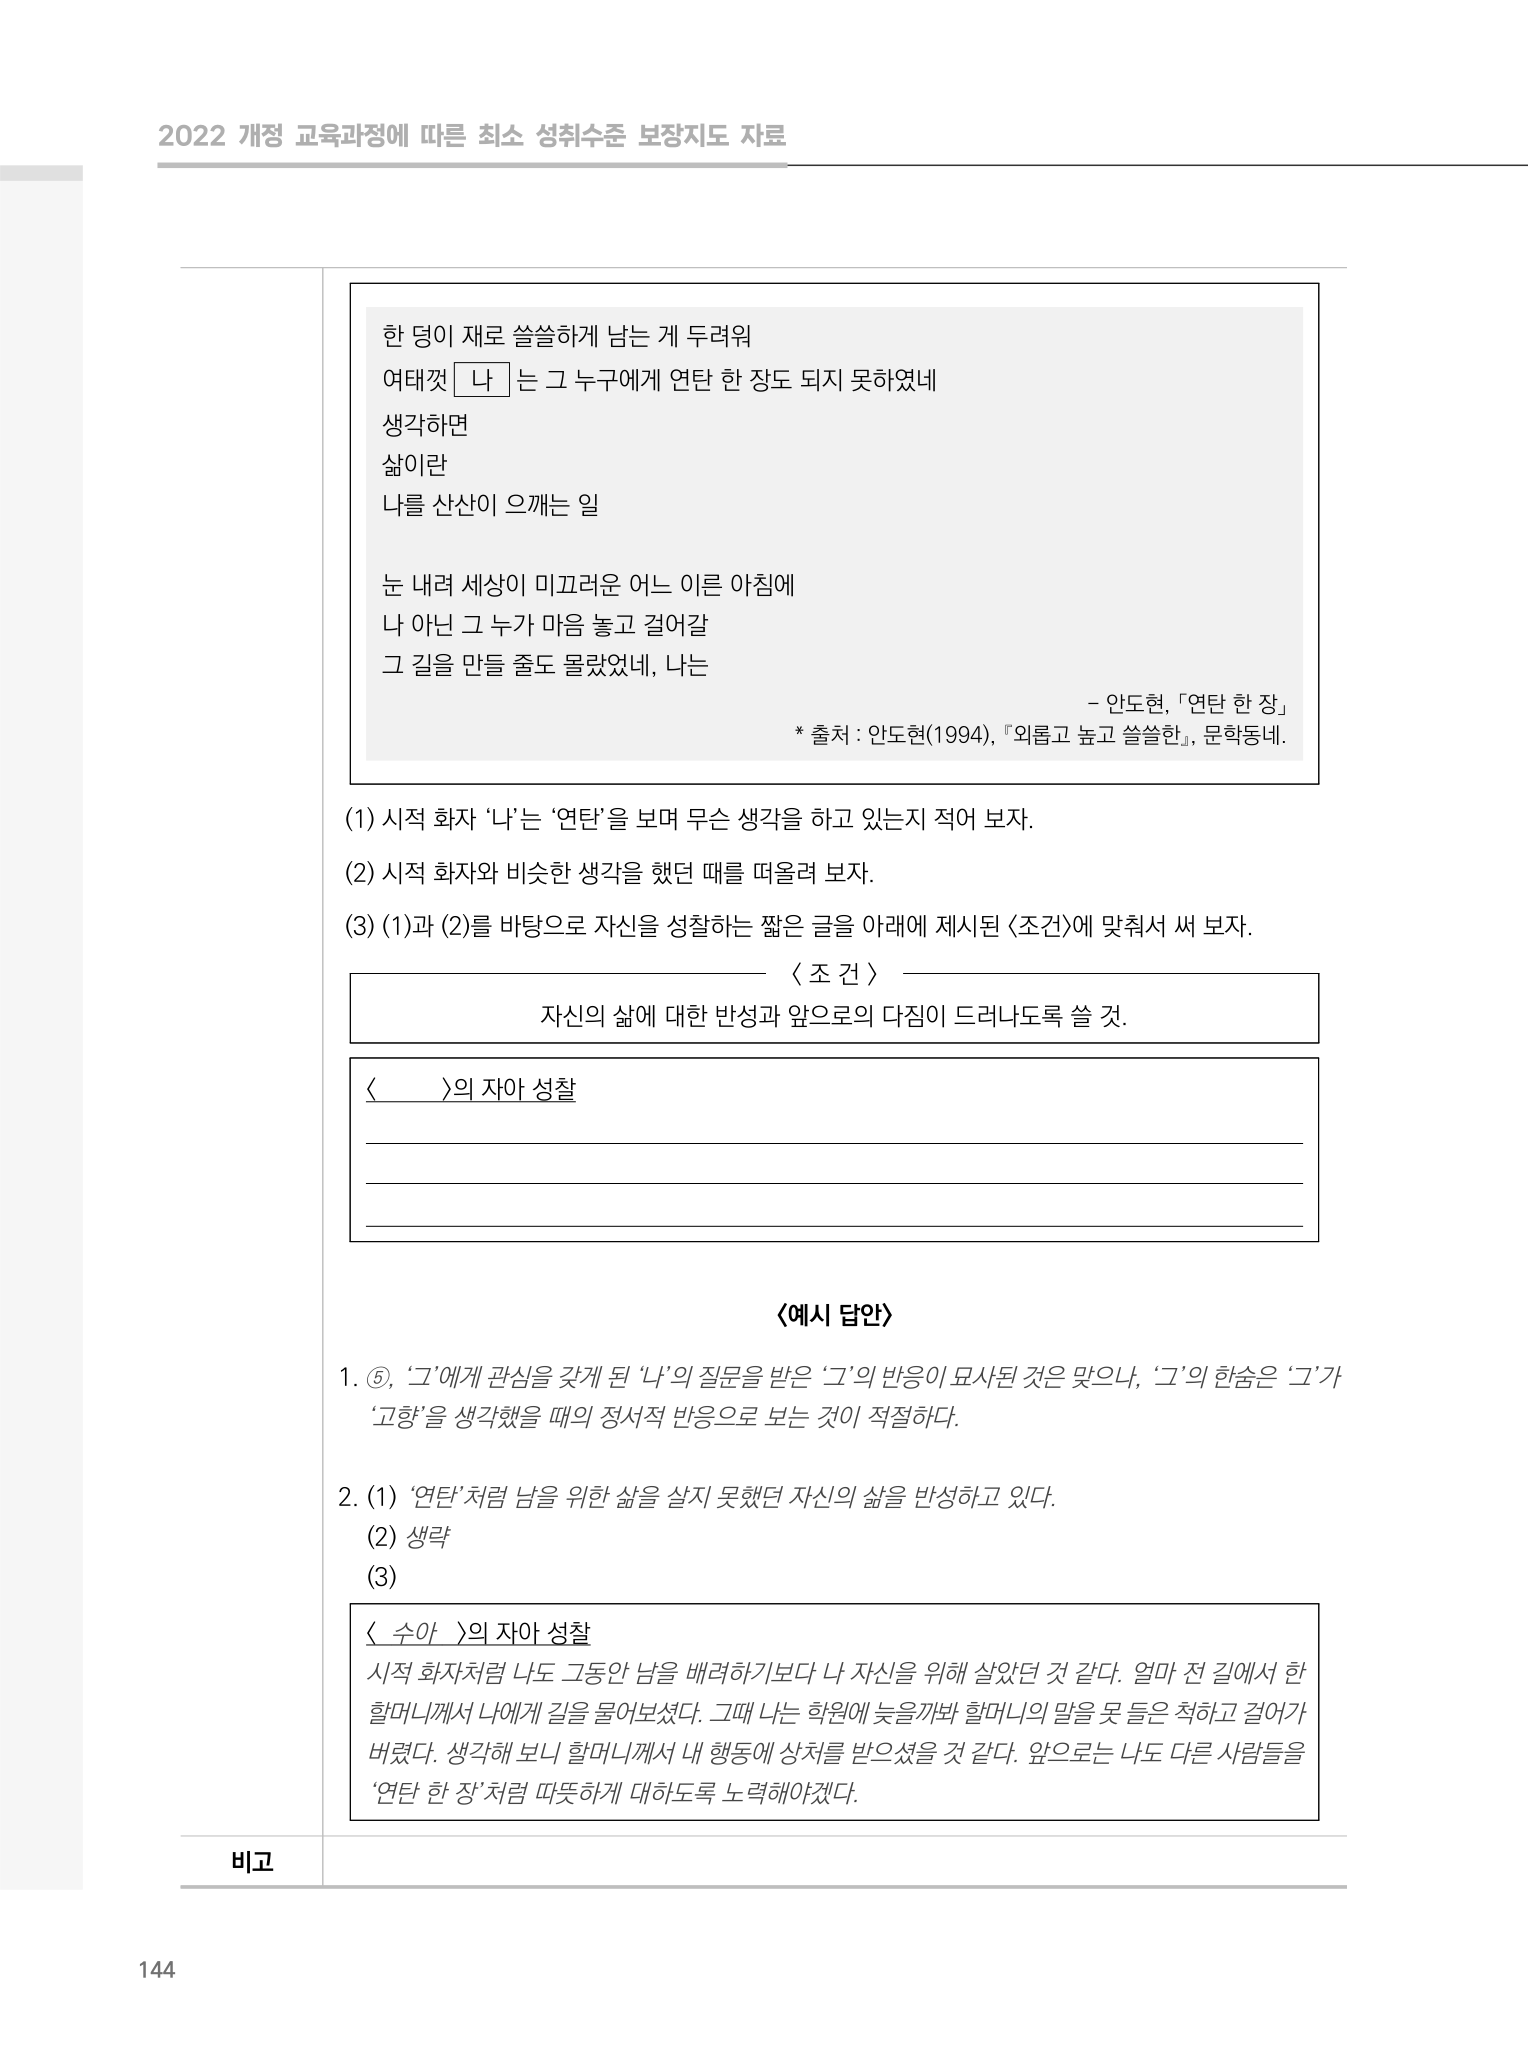 2022 개정 교육과정에 따른 최소 성취수준 보장지도 자료
한 덩이 재로 쓸쓸하게 남는 게 두려워
여태껏 나 는 그 누구에게 연탄 한 장도 되지 못하였네
생각하면
삶이란
나를 산산이 으깨는 일
눈 내려 세상이 미끄러운 어느 이른 아침에
나 아닌 그 누가 마음 놓고 걸어갈
그 길을 만들 줄도 몰랐었네, 나는
– 안도현, 「연탄 한 장」
* 출처 : 안도현(1994), 『외롭고 높고 쓸쓸한』, 문학동네.
(1) 시적 화자 ‘나’는 ‘연탄’을 보며 무슨 생각을 하고 있는지 적어 보자.
(2) 시적 화자와 비슷한 생각을 했던 때를 떠올려 보자.
(3) (1)과 (2)를 바탕으로 자신을 성찰하는 짧은 글을 아래에 제시된 〈조건〉에 맞춰서 써 보자.
〈 조 건 〉
자신의 삶에 대한 반성과 앞으로의 다짐이 드러나도록 쓸 것.
〈 〉의 자아 성찰
〈예시 답안〉
1. ⑤, ‘그’에게 관심을 갖게 된 ‘나’의 질문을 받은 ‘그’의 반응이 묘사된 것은 맞으나, ‘그’의 한숨은 ‘그’가
‘고향’을 생각했을 때의 정서적 반응으로 보는 것이 적절하다.
2. (1) ‘연탄’처럼 남을 위한 삶을 살지 못했던 자신의 삶을 반성하고 있다.
(2) 생략
(3)
〈 수아 〉의 자아 성찰
시적 화자처럼 나도 그동안 남을 배려하기보다 나 자신을 위해 살았던 것 같다. 얼마 전 길에서 한
할머니께서 나에게 길을 물어보셨다. 그때 나는 학원에 늦을까봐 할머니의 말을 못 들은 척하고 걸어가
버렸다. 생각해 보니 할머니께서 내 행동에 상처를 받으셨을 것 같다. 앞으로는 나도 다른 사람들을
‘연탄 한 장’처럼 따뜻하게 대하도록 노력해야겠다.
비고
144